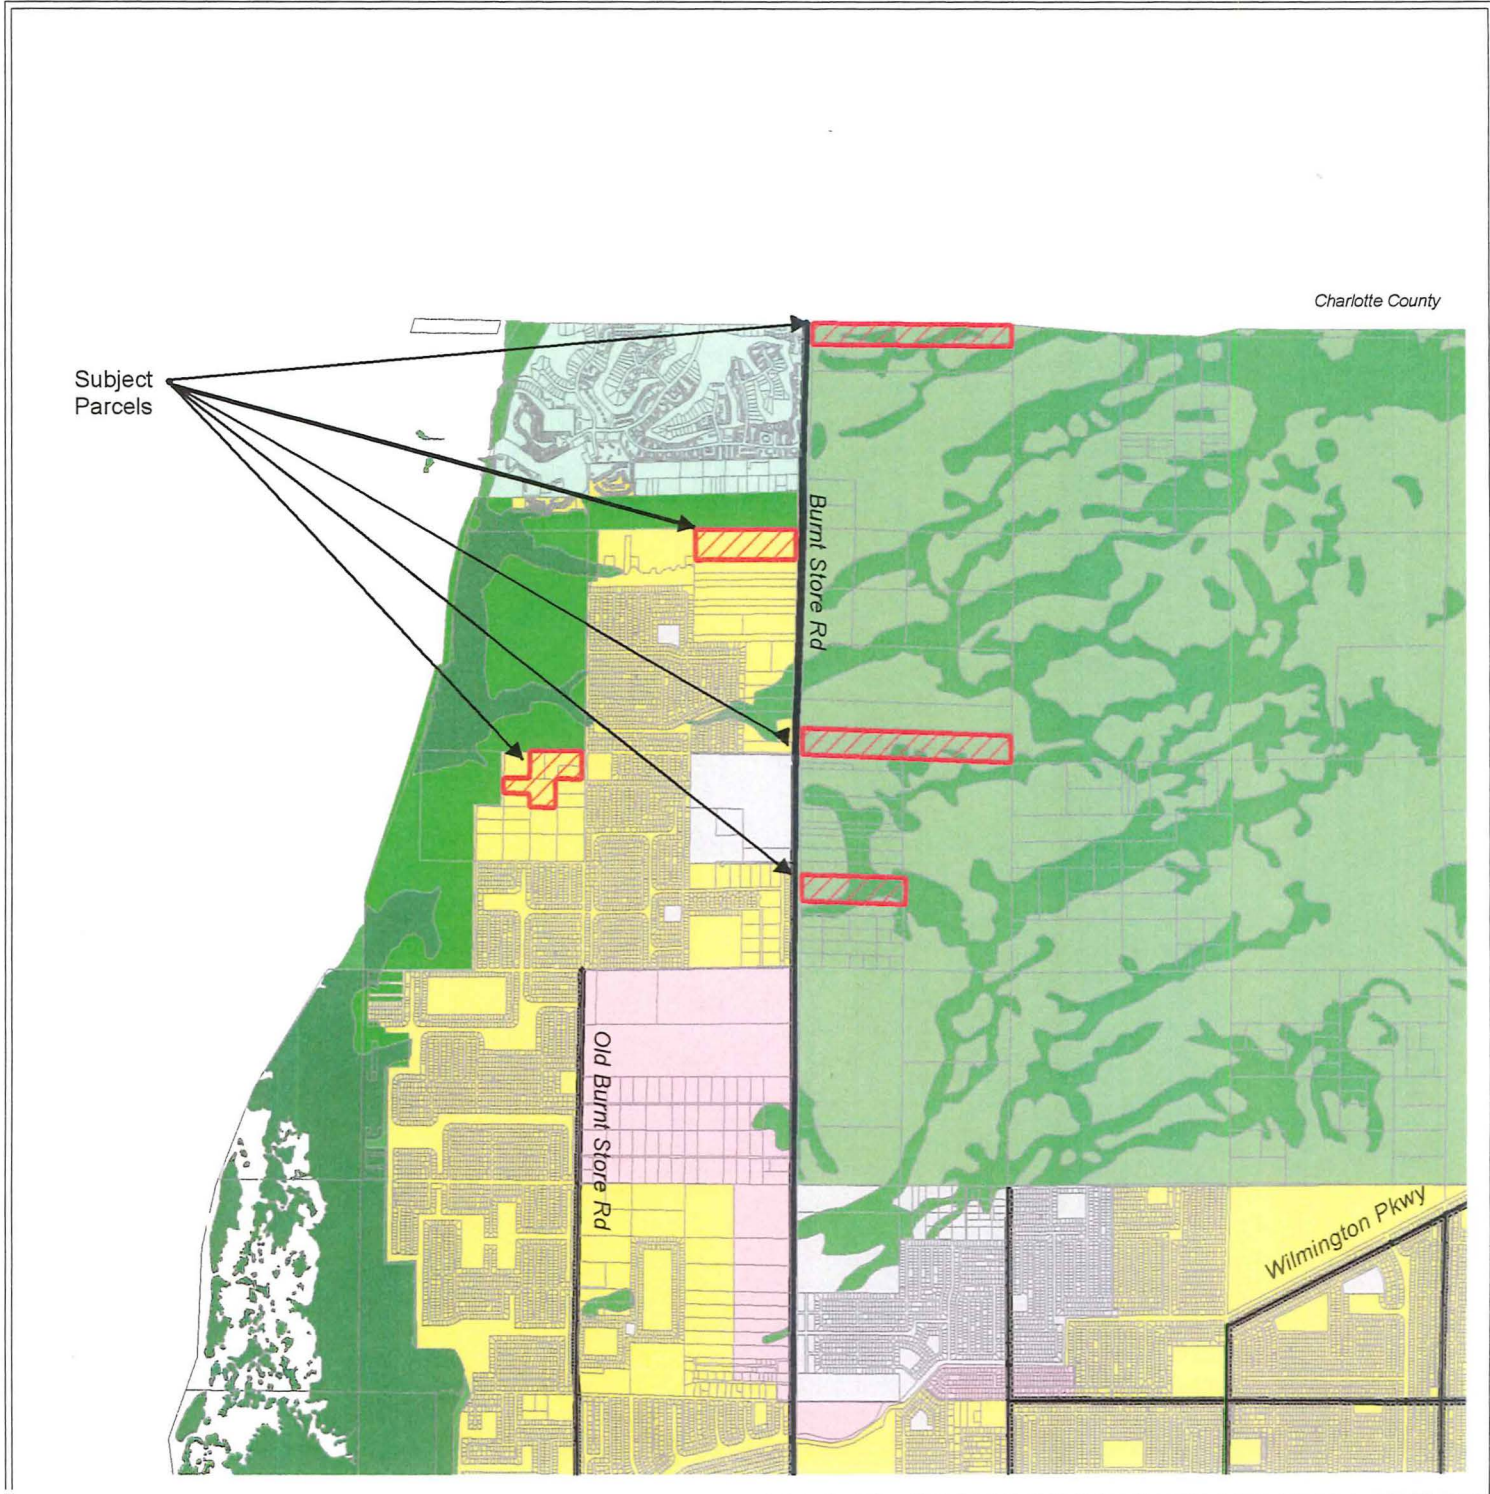 Charlotte County
Subject
Parcels
Burnt Store Rd
Old Burnt Store Rd
Wilmington Pkwy